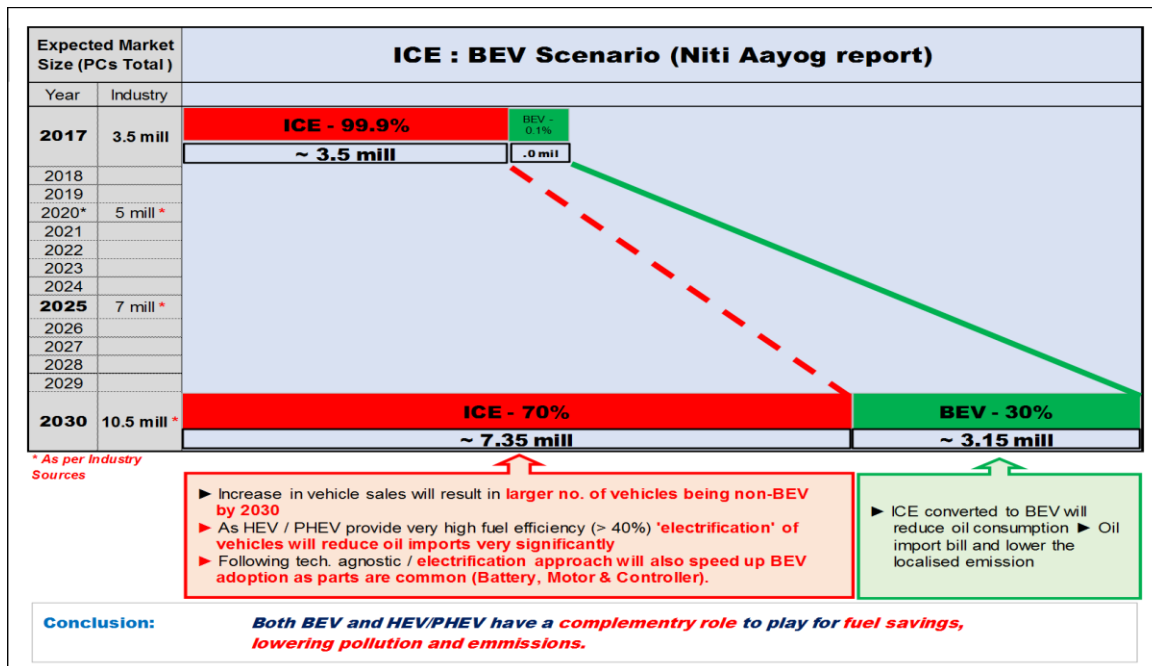 Expected Market
Size (PCs Total )
ICE : BEV Scenario (Niti Aayog report)
Year
Industry
2017
3.5 mill
ICE - 99.9%
BEV -
0.1%
~ 3.5 mill
.0 mil
2018
2019
2020*
5 mill *
2021
2022
2023
2024
2025
7 mill *
2026
2027
2028
2029
2030
10.5 mill *
ICE - 70%
BEV - 30%
~ 7.35 mill
~ 3.15 mill
* As per Industry
Sources
► Increase in vehicle sales will result in larger no. of vehicles being non-BEV
by 2030
► As HEV / PHEV provide very high fuel efficiency (> 40%) 'electrification' of
vehicles will reduce oil imports very significantly
► Following tech. agnostic / electrification approach will also speed up BEV
adoption as parts are common (Battery, Motor & Controller).
► ICE converted to BEV will
reduce oil consumption ► Oil
import bill and lower the
localised emission
Conclusion:
Both BEV and HEV/PHEV have a complementry role to play for fuel savings,
lowering pollution and emmissions.